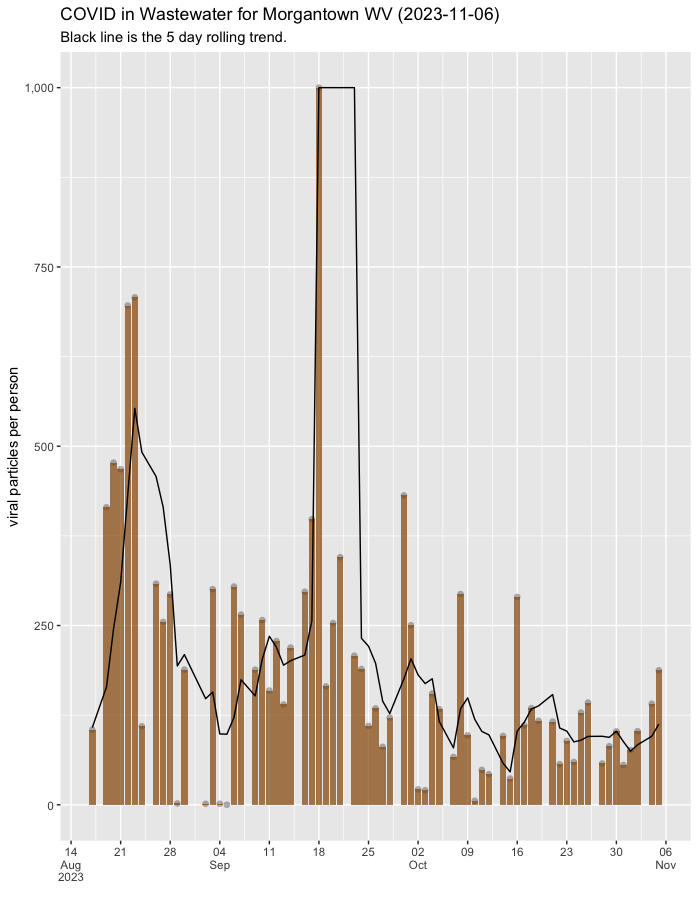 COVID in Wastewater for Morgantown WV (2023-11-06)
Black line is the 5 day rolling trend.
1,000
750
500
250
0
viral particles per person
14 21 28 04 11 18 25 02 09 16 23 30 06
Aug Sep Oct Nov
2023